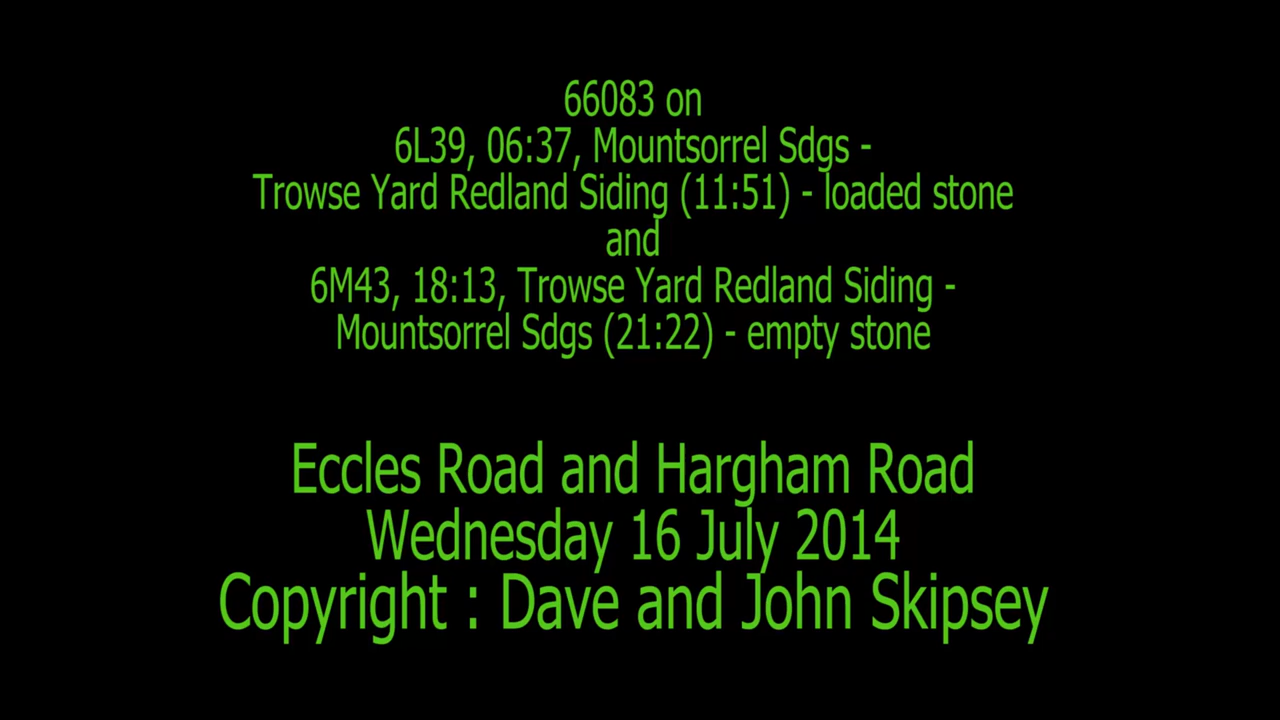 66083 on
6L39, 06:37, Mountsorrel Sdgs -
Trowse Yard Redland Siding (11:51) - loaded stone
and
6M43, 18:13, Trowse Yard Redland Siding -
Mountsorrel Sdgs (21:22) - empty stone
Eccles Road and Hargham Road
Wednesday 16 July 2014
Copyright : Dave and John Skipsey